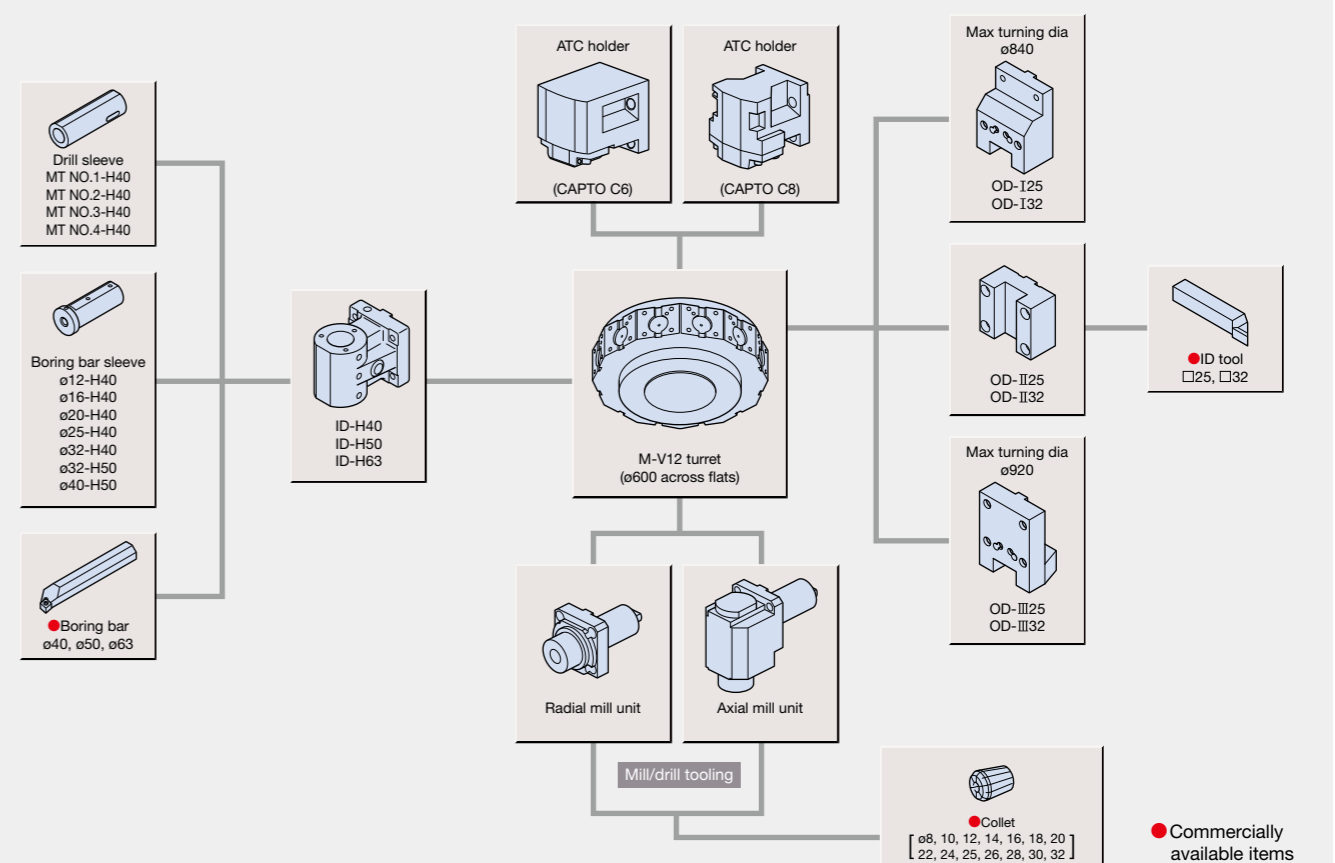 Drill sleeve
MT NO.1-H40
MT NO.2-H40
MT NO.3-H40
MT NO.4-H40
Boring bar sleeve
ø12-H40
ø16-H40
ø20-H40
ø25-H40
ø32-H40
ø32-H50
ø40-H50
●Boring bar
ø40, ø50, ø63
ID-H40
ID-H50
ID-H63
ATC holder
(CAPTO C6)
ATC holder
(CAPTO C8)
M-V12 turret
(ø600 across flats)
Radial mill unit
Axial mill unit
Mill/drill tooling
●Collet
[ ø8, 10, 12, 14, 16, 18, 20
22, 24, 25, 26, 28, 30, 32 ]
Max turning dia
ø840
OD-Ⅰ25
OD-Ⅰ32
OD-Ⅱ25
OD-Ⅱ32
Max turning dia
ø920
OD-Ⅲ25
OD-Ⅲ32
●ID tool
□25, □32
●Commercially
available items